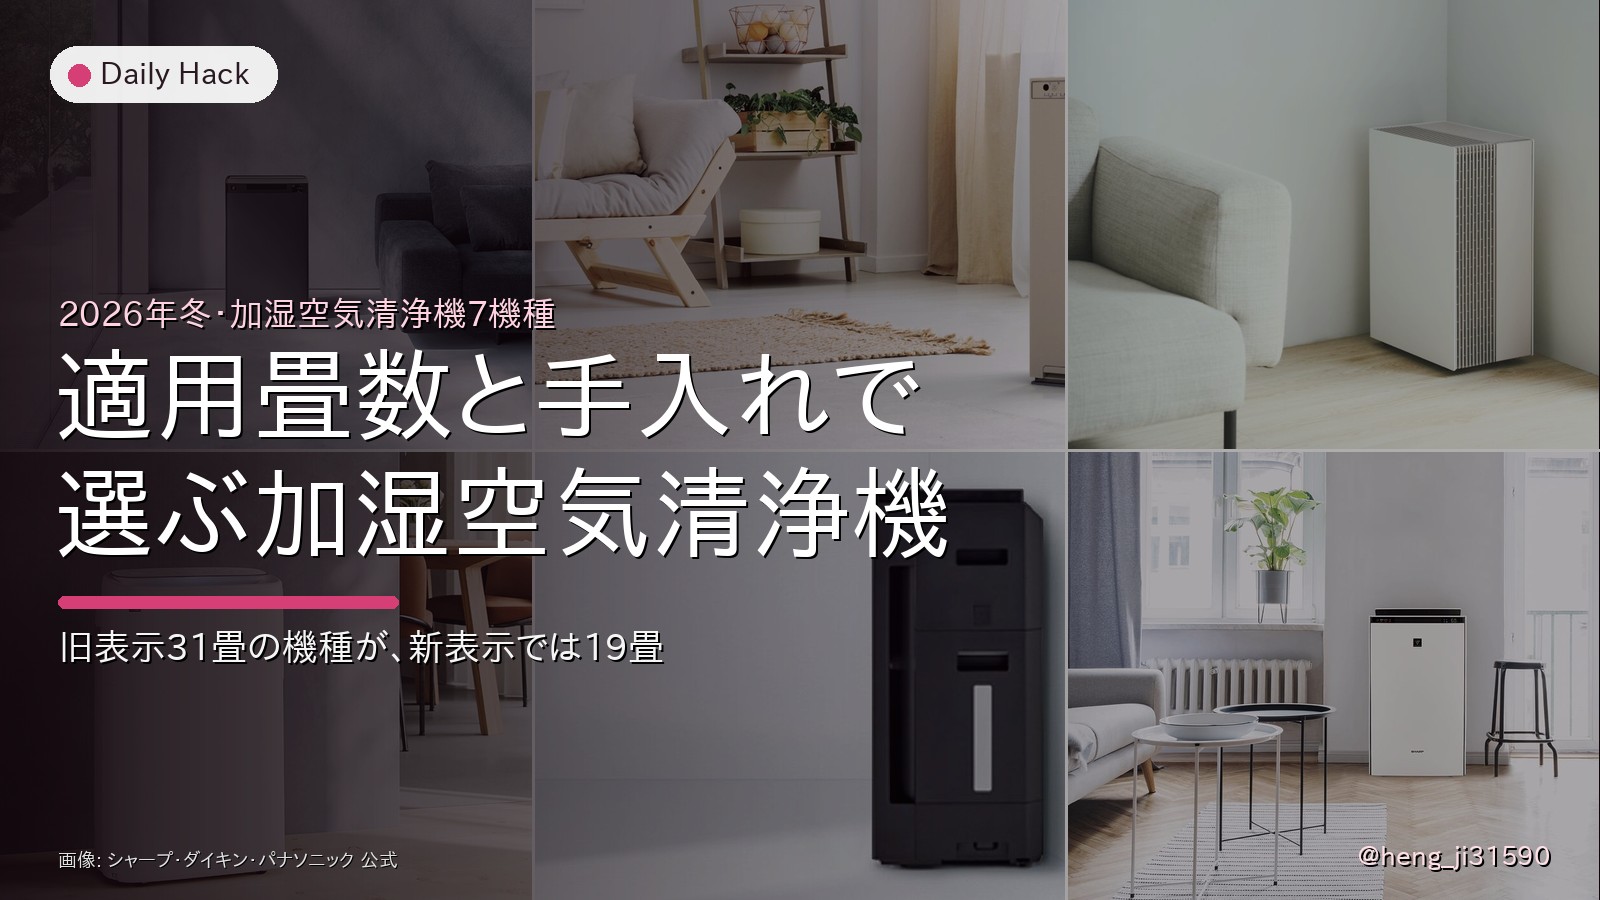 Daily Hack
2026年冬・加湿空気清浄機7機種
適用畳数と手入れで
選ぶ加湿空気清浄機
旧表示31畳の機種が、新表示では19畳
画像: シャープ・ダイキン・パナソニック 公式
@heng_ji31590